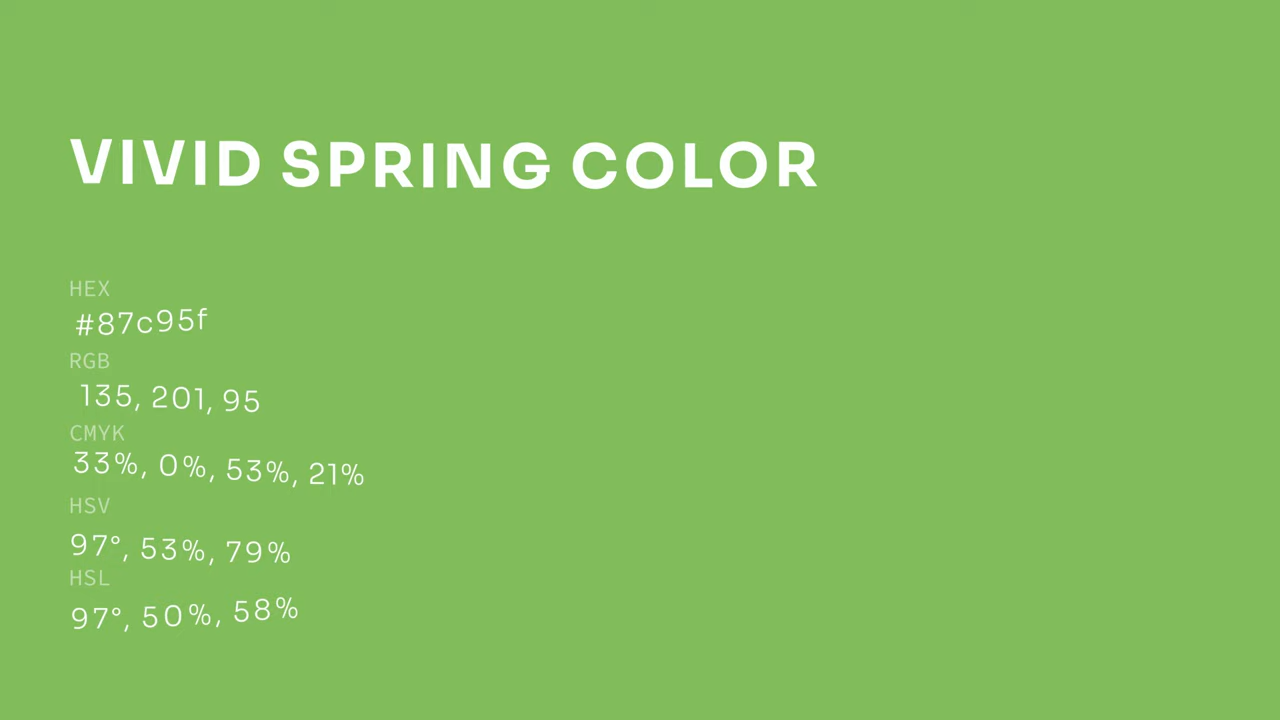 VIVID SPRING COLOR
HEX
#87c95f
RGB
135, 201, 95
CMYK
33%, 0%, 53%, 21%
HSV
97°, 53%, 79%
HSL
97°, 50%, 58%